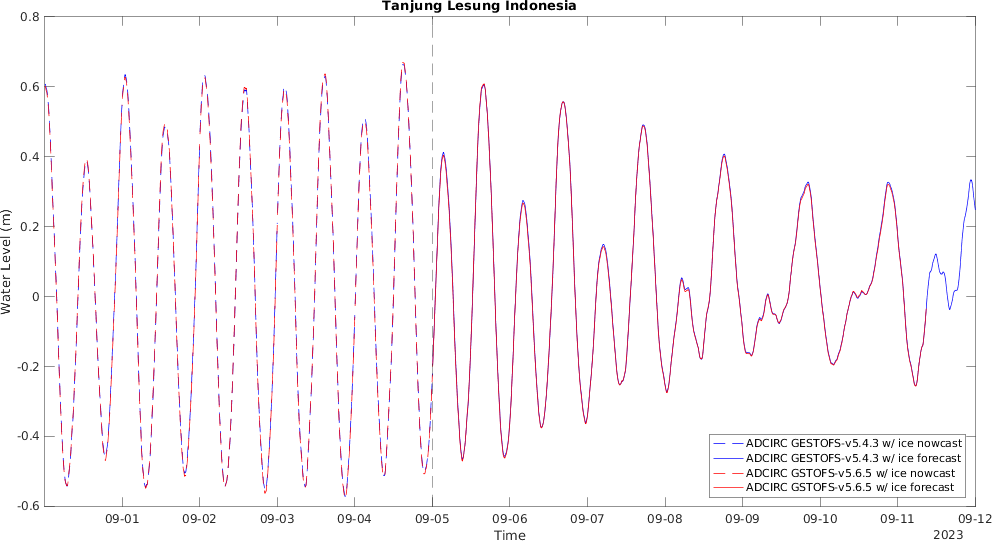 Tanjung Lesung Indonesia
0.8
0.6
0.4
0.2
0
-0.2
-0.4
-0.6
Water Level (m)
ADCIRC GESTOFS-v5.4.3 w/ ice nowcast
ADCIRC GESTOFS-v5.4.3 w/ ice forecast
ADCIRC GSTOFS-v5.6.5 w/ ice nowcast
ADCIRC GSTOFS-v5.6.5 w/ ice forecast
09-01 09-02 09-03 09-04 09-05 09-06 09-07 09-08 09-09 09-10 09-11 09-12
Time
2023